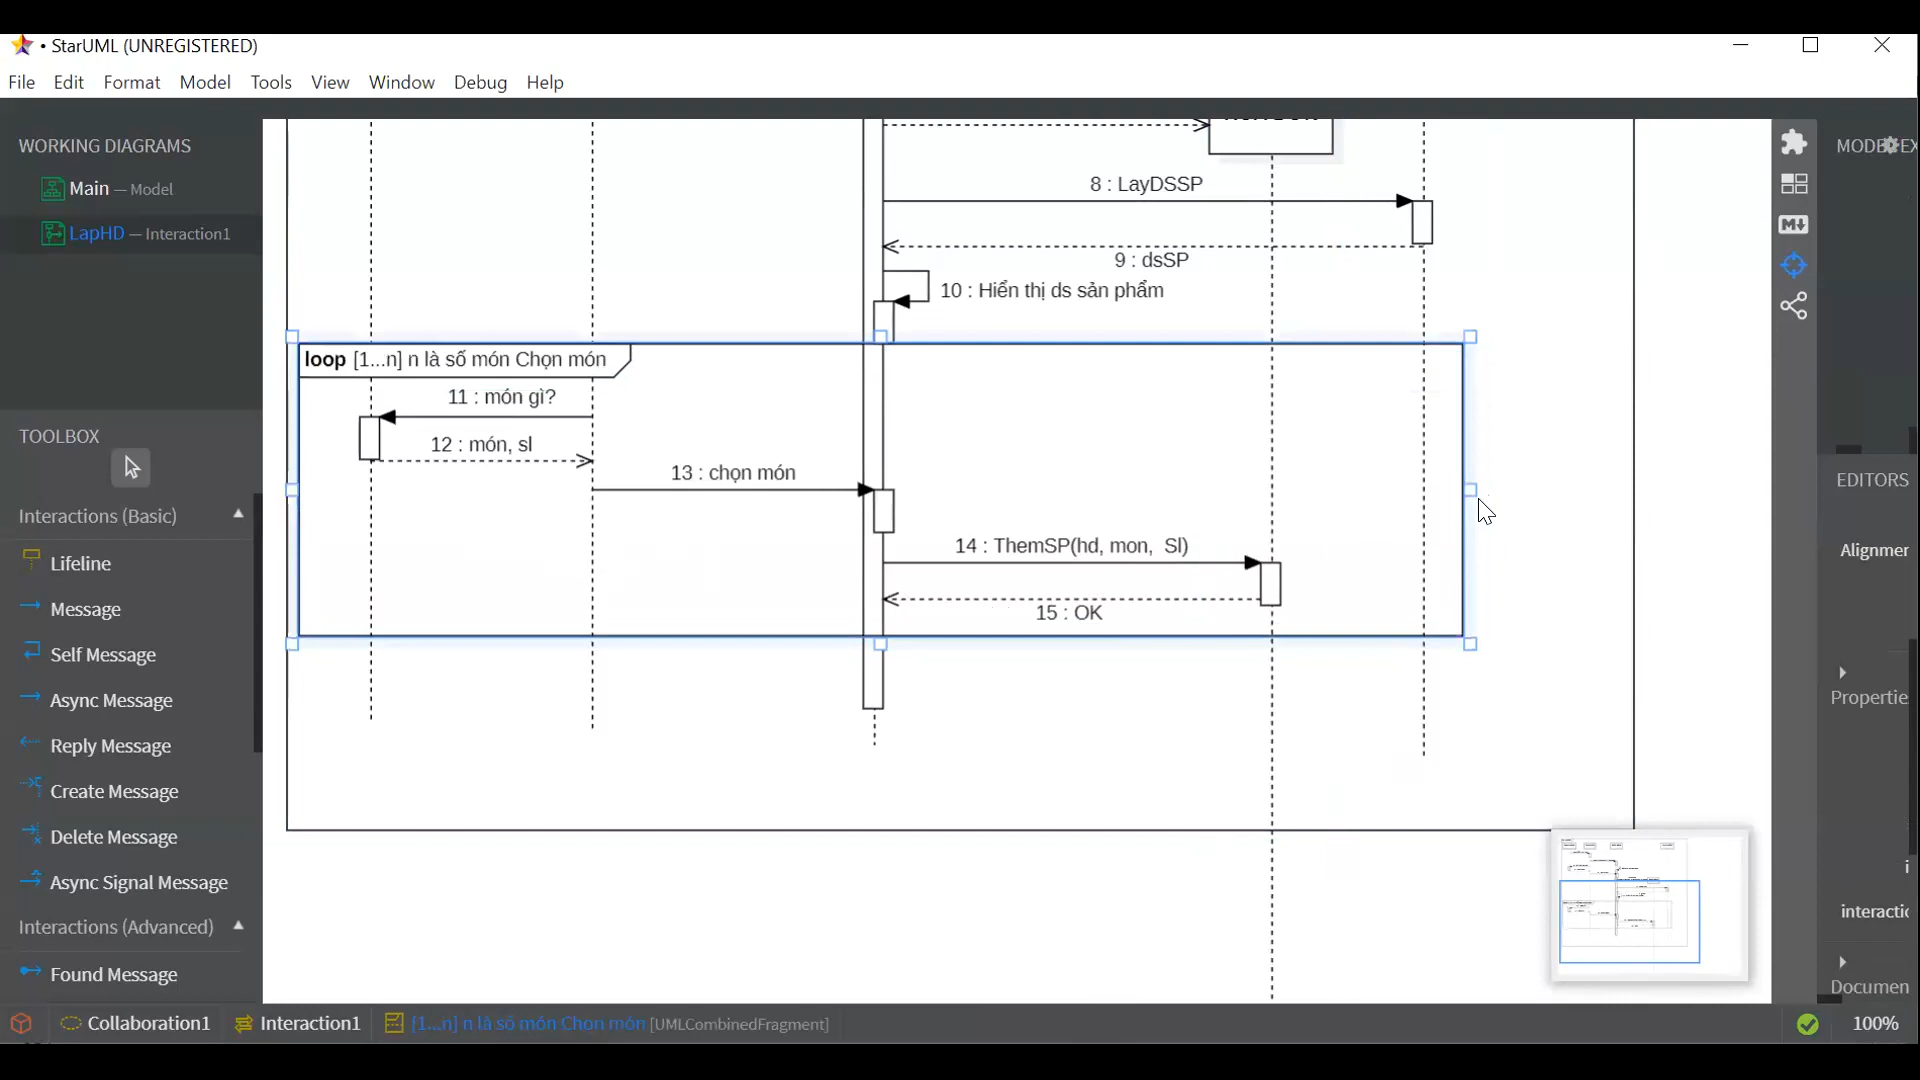 • StarUML (UNREGISTERED)
File Edit Format Model Tools View Window Debug Help
WORKING DIAGRAMS
Main — Model
LapHD — Interaction1
TOOLBOX
Interactions (Basic)
Lifeline
Message
Self Message
Async Message
Reply Message
Create Message
Delete Message
Async Signal Message
Interactions (Advanced)
Found Message
8 : LayDSSP
9 : dsSP
10 : Hiển thị ds sản phẩm
loop [1...n] n là số món Chọn món
11 : món gì?
12 : món, sl
13 : chọn món
14 : ThemSP(hd, mon, Sl)
15 : OK
M
EDITORS
Alignmer
Propertie
interactic
Documen
Collaboration1 Interaction1 [1...n] n là số món Chọn món [UMLCombinedFragment]
100%